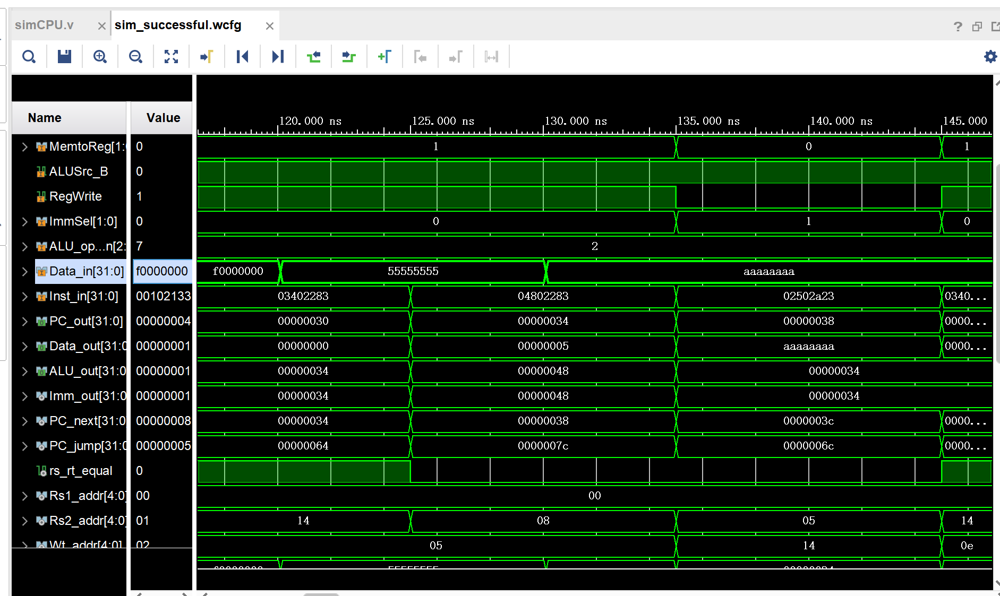 simCPU.v
sim_successful.wcfg
?
Name Value
120.000 ns 125.000 ns 130.000 ns 135.000 ns 140.000 ns 145.000
MemtoReg[1: 0 1 0 1
ALUSrc_B 0
RegWrite 1
ImmSel[1:0] 0 0 1 0
ALU_op...n[2: 7 2
Data_in[31:0] f0000000 f0000000 55555555 aaaaaaaa
Inst_in[31:0] 00102133 03402283 04802283 02502a23 0340...
PC_out[31:0] 00000004 00000030 00000034 00000038 0000...
Data_out[31:0 00000001 00000000 00000005 aaaaaaaa 0000...
ALU_out[31:0 00000001 00000034 00000048 00000034
Imm_out[31:0 00000001 00000034 00000048 00000034
PC_next[31:0 00000008 00000034 00000038 0000003c 0000...
PC_jump[31:0 00000005 00000064 0000007c 0000006c 0000...
rs_rt_equal 0
Rs1_addr[4:0] 00 00
Rs2_addr[4:0] 01 14 08 05 14
Wt_addr[4:0] 02 05 14 0e
f0000000 55555555 00000034